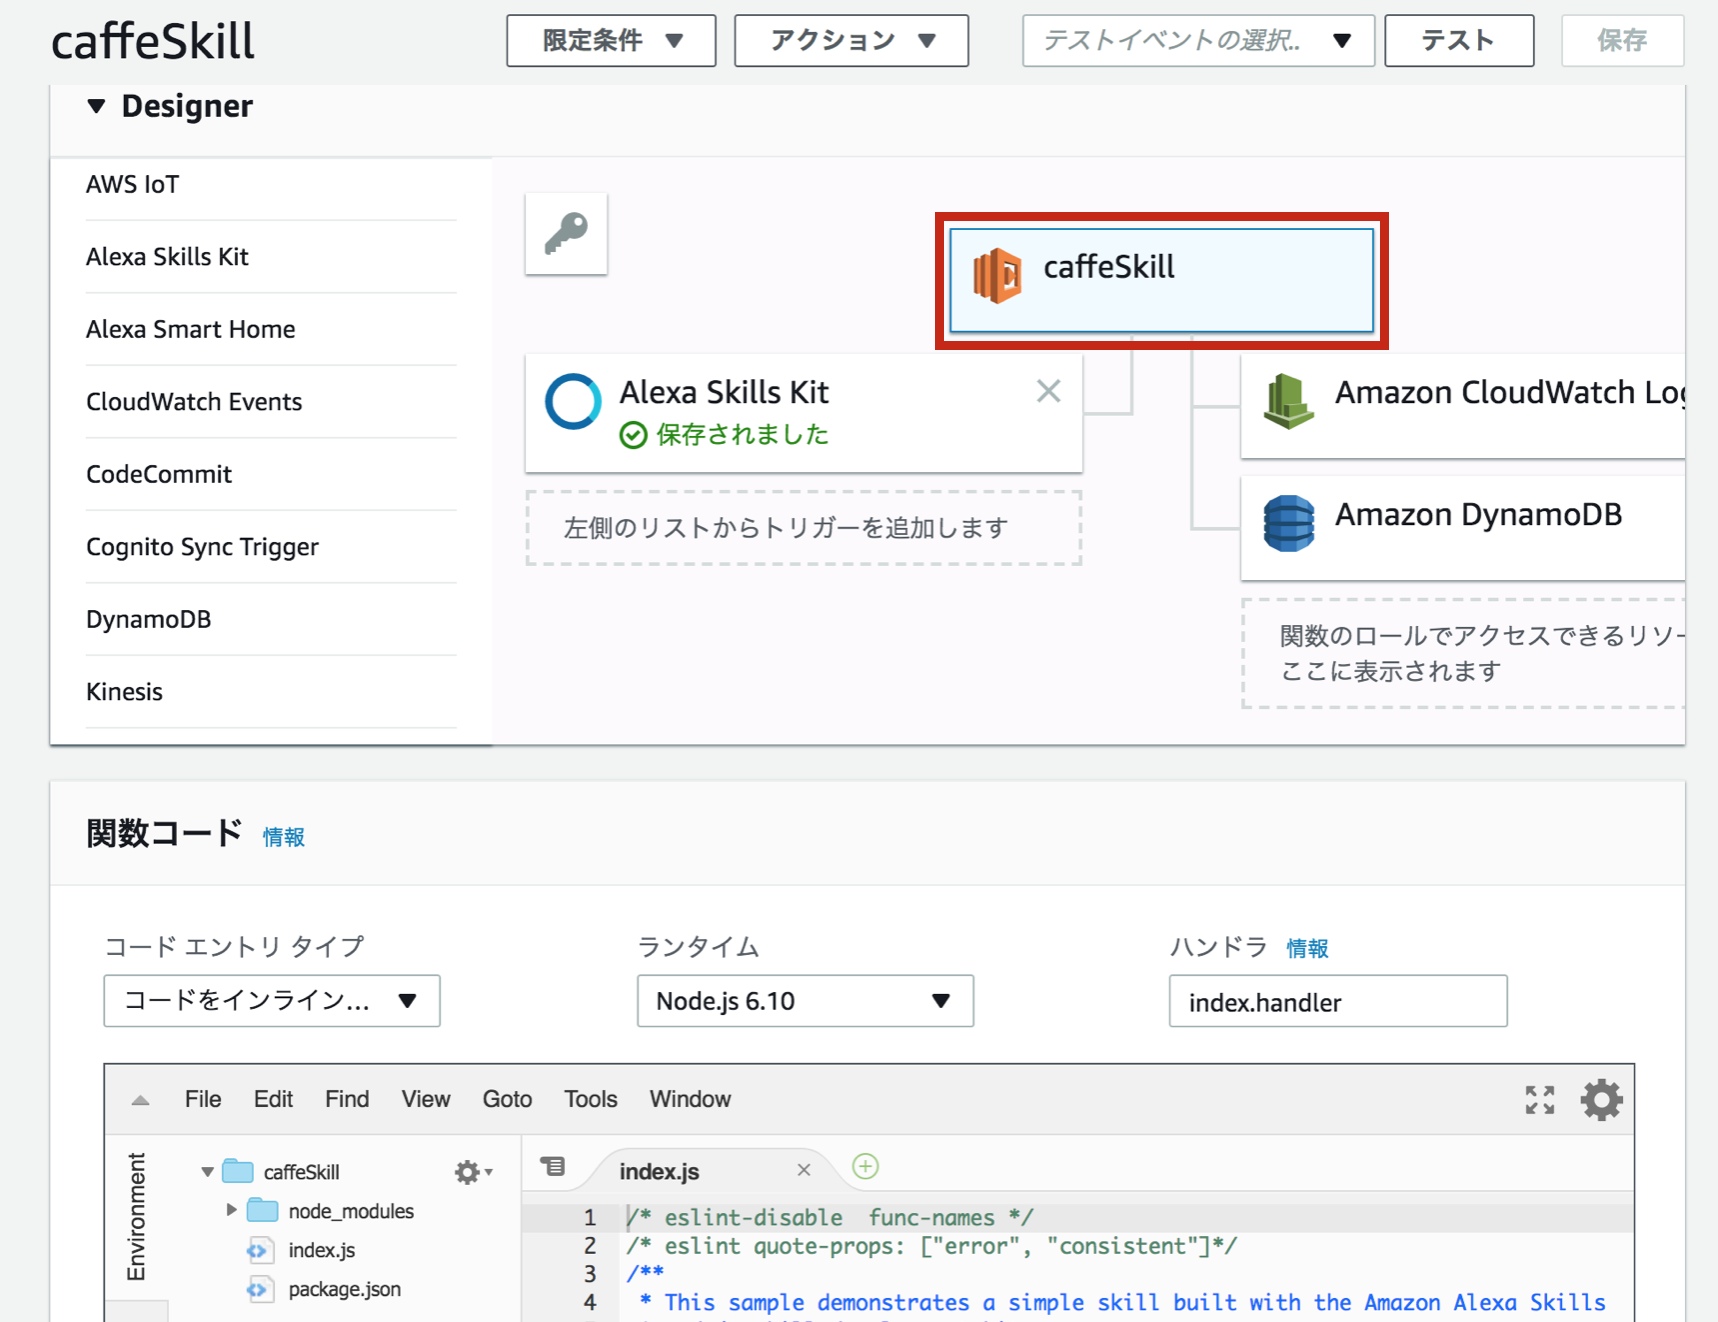 caffeSkill
限定条件
アクション
テストイベントの選択..
テスト
保存
Designer
AWS IoT
Alexa Skills Kit
Alexa Smart Home
CloudWatch Events
CodeCommit
Cognito Sync Trigger
DynamoDB
Kinesis
caffeSkill
Alexa Skills Kit
保存されました
左側のリストからトリガーを追加します
Amazon CloudWatch Log
Amazon DynamoDB
関数のロールでアクセスできるリソー
ここに表示されます
関数コード 情報
コード エントリ タイプ
コードをインライン...
ランタイム
Node.js 6.10
ハンドラ 情報
index.handler
File Edit Find View Goto Tools Window
Environment
caffeSkill
node_modules
index.js
package.json
index.js
1 /* eslint-disable  func-names */
2 /* eslint quote-props: ["error", "consistent"]*/
3 /**
4 * This sample demonstrates a simple skill built with the Amazon Alexa Skills